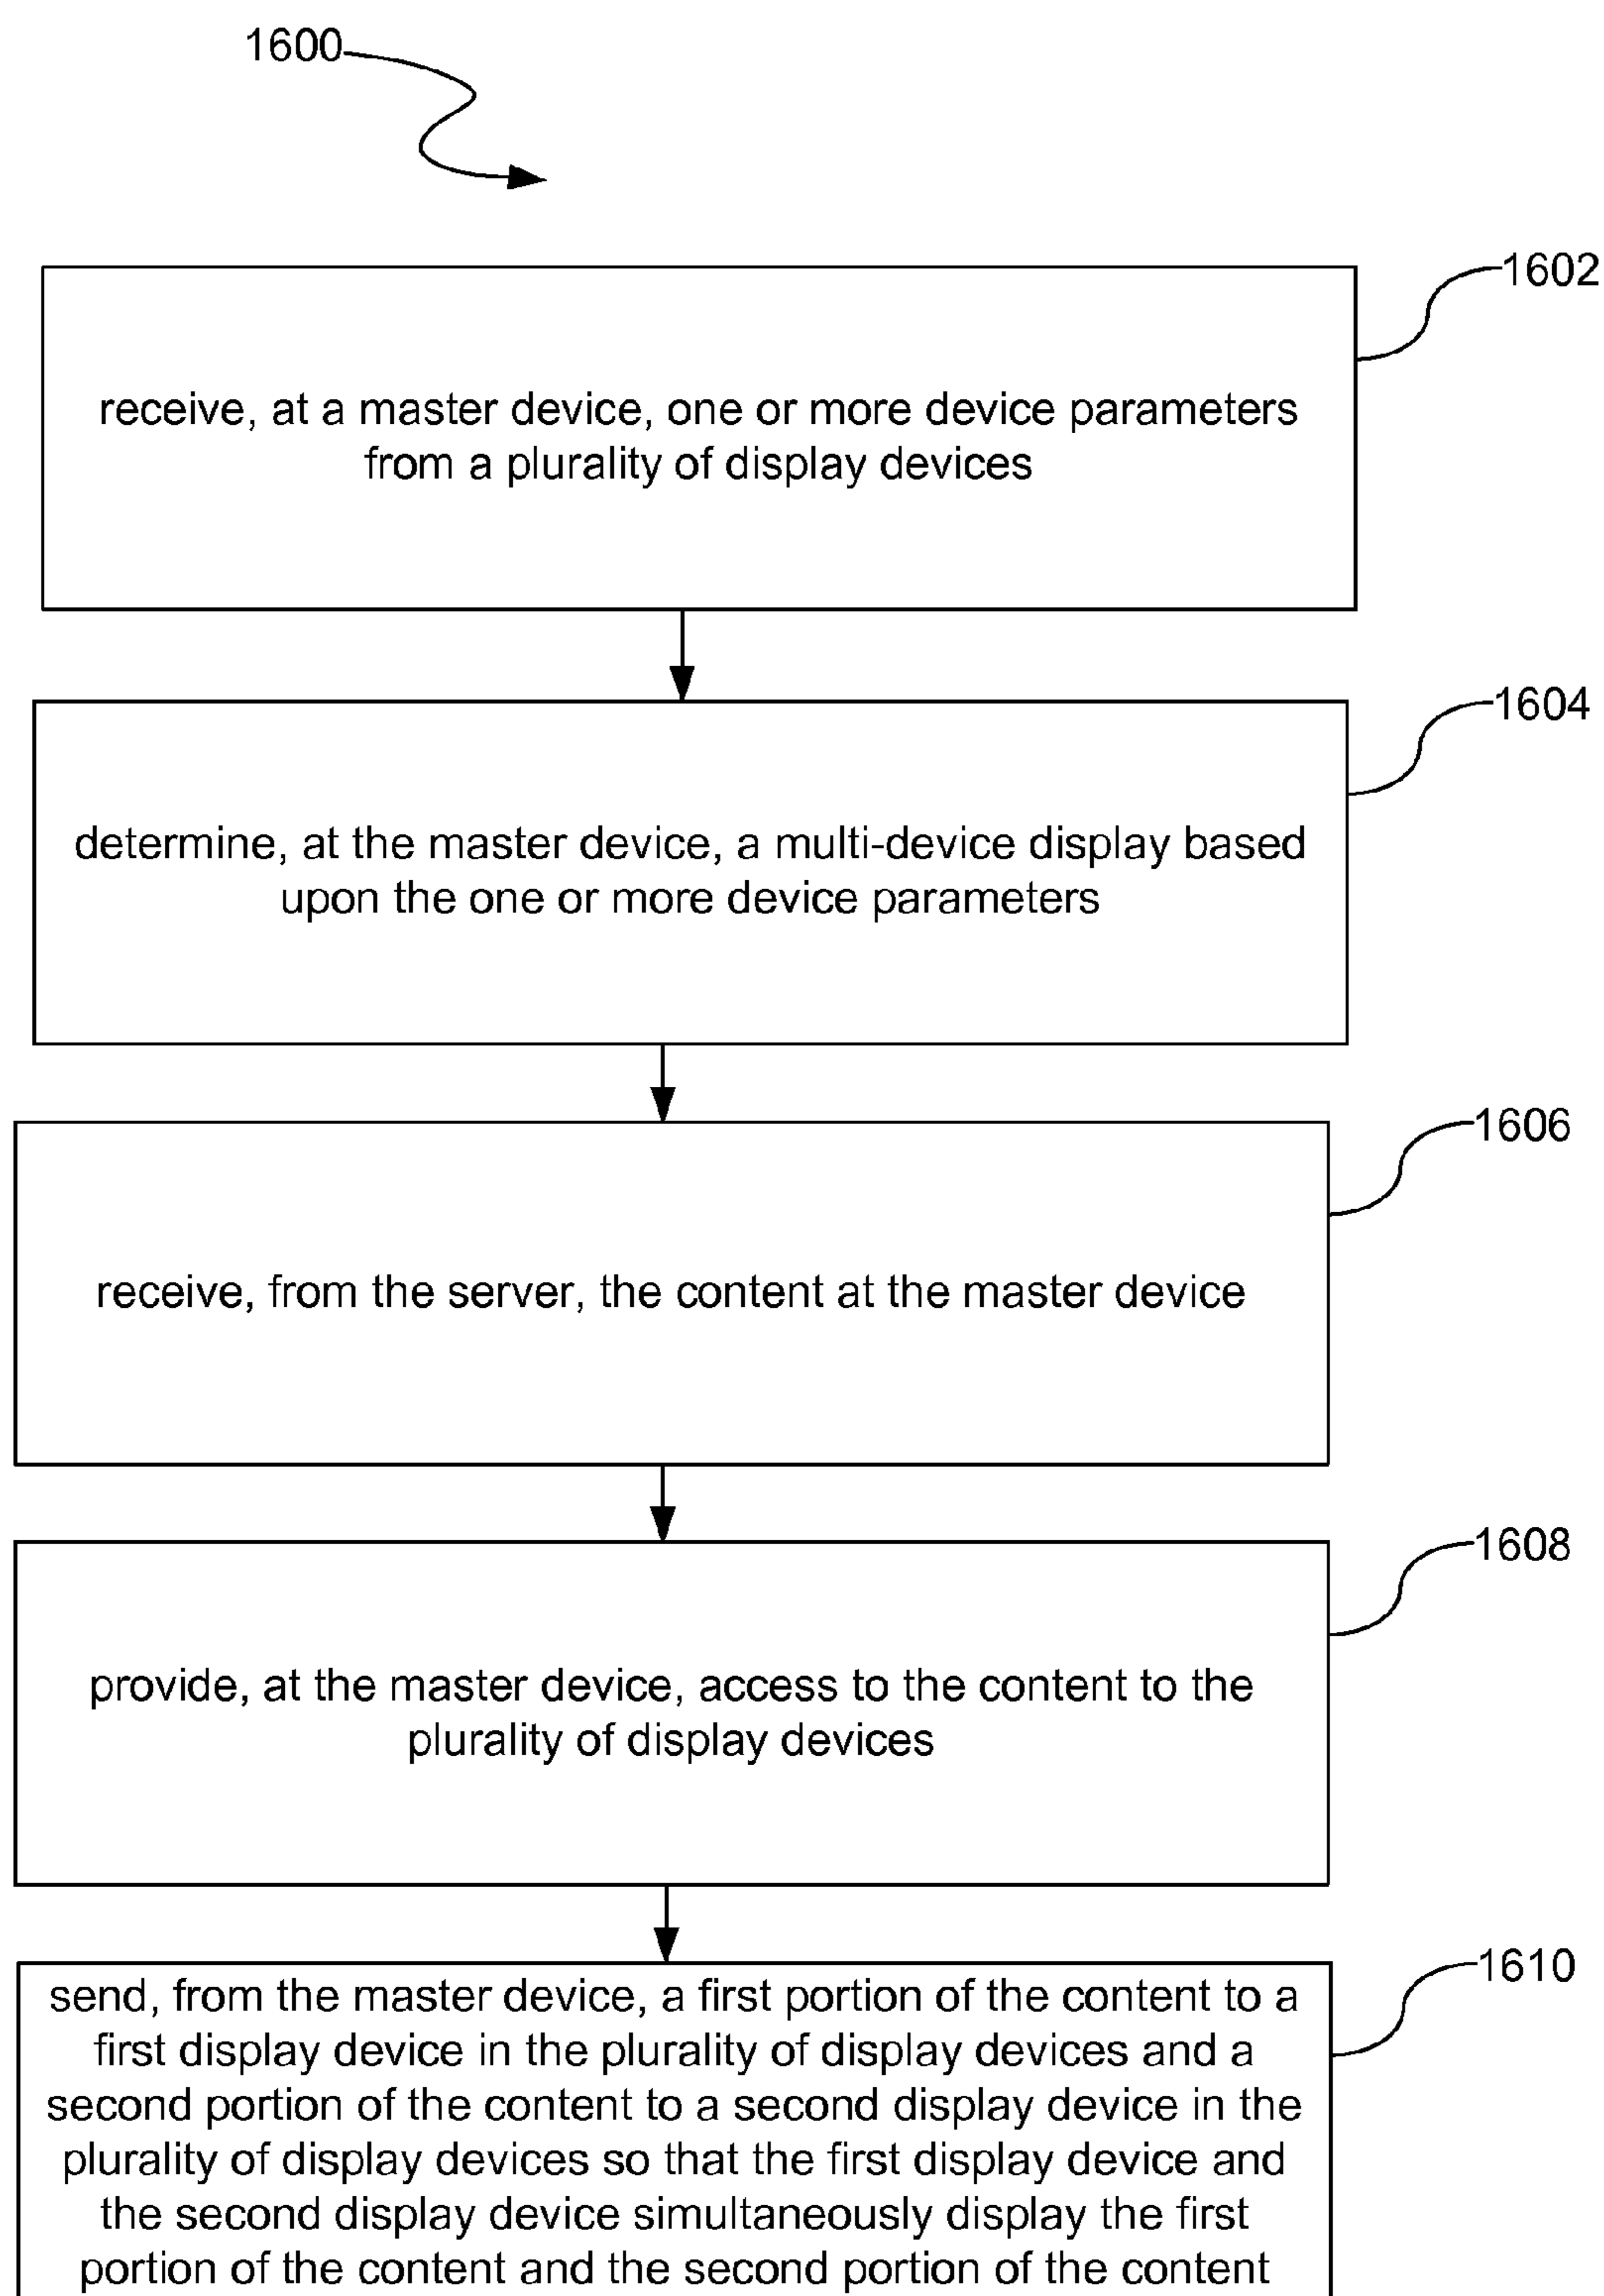 1600
1602
receive, at a master device, one or more device parameters
from a plurality of display devices
1604
determine, at the master device, a multi-device display based
upon the one or more device parameters
1606
receive, from the server, the content at the master device
1608
provide, at the master device, access to the content to the
plurality of display devices
1610
send, from the master device, a first portion of the content to a
first display device in the plurality of display devices and a
second portion of the content to a second display device in the
plurality of display devices so that the first display device and
the second display device simultaneously display the first
portion of the content and the second portion of the content